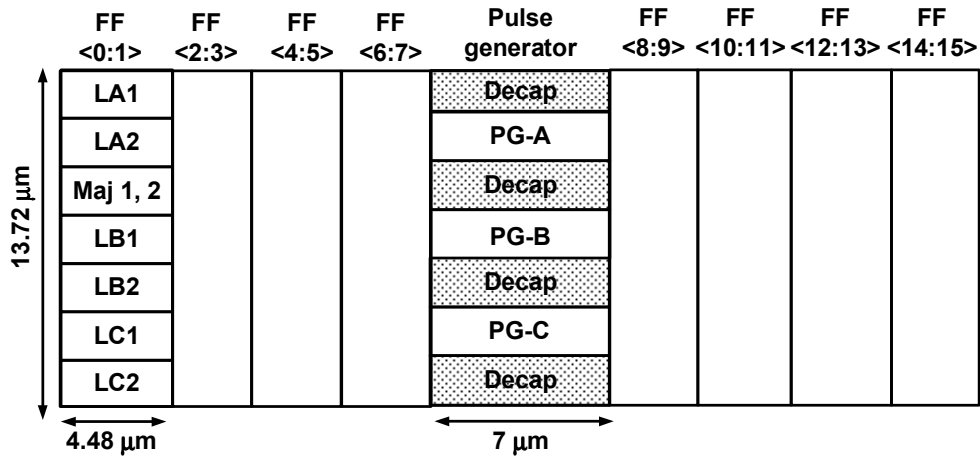 FF FF FF FF Pulse FF FF FF FF
<0:1> <2:3> <4:5> <6:7> generator <8:9> <10:11> <12:13> <14:15>
LA1 Decap
LA2 PG-A
Maj 1, 2 Decap
LB1 PG-B
LB2 Decap
LC1 PG-C
LC2 Decap
13.72 μm
4.48 μm 7 μm